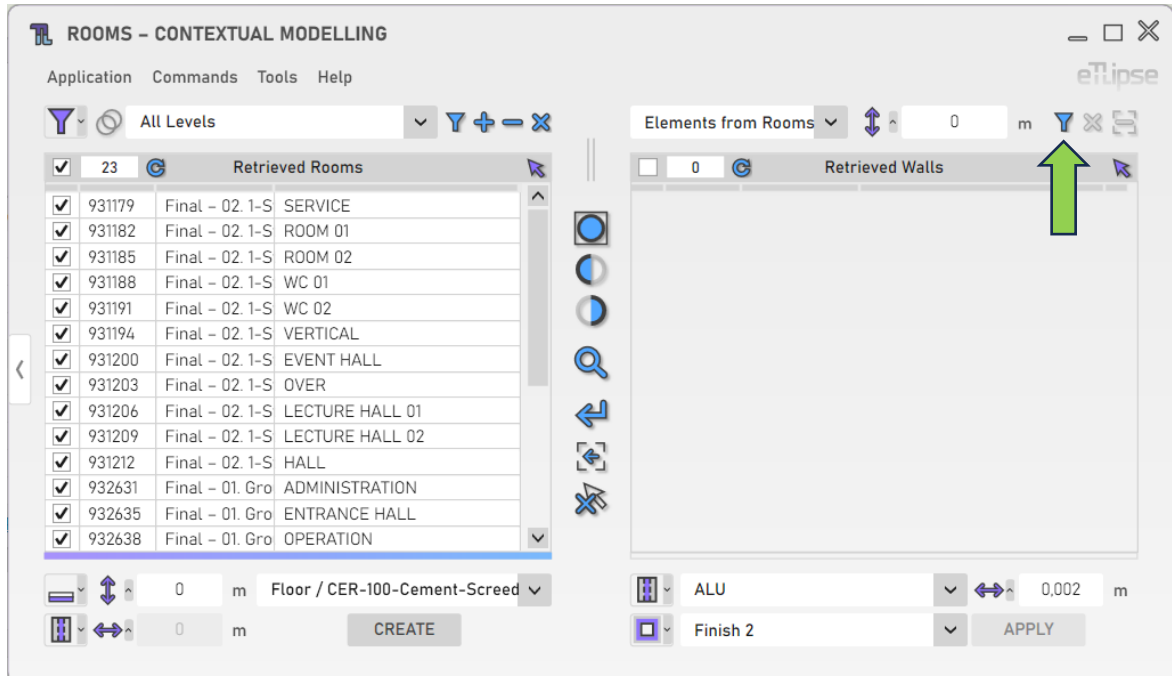 ROOMS – CONTEXTUAL MODELLING
Application Commands Tools Help
eTLipse
All Levels
Elements from Rooms
0 m
23 Retrieved Rooms
0 Retrieved Walls
931179 Final – 02. 1-S SERVICE
931182 Final – 02. 1-S ROOM 01
931185 Final – 02. 1-S ROOM 02
931188 Final – 02. 1-S WC 01
931191 Final – 02. 1-S WC 02
931194 Final – 02. 1-S VERTICAL
931200 Final – 02. 1-S EVENT HALL
931203 Final – 02. 1-S OVER
931206 Final – 02. 1-S LECTURE HALL 01
931209 Final – 02. 1-S LECTURE HALL 02
931212 Final – 02. 1-S HALL
932631 Final – 01. Gro ADMINISTRATION
932635 Final – 01. Gro ENTRANCE HALL
932638 Final – 01. Gro OPERATION
0 m Floor / CER-100-Cement-Screed
0 m CREATE
ALU 0,002 m
Finish 2 APPLY